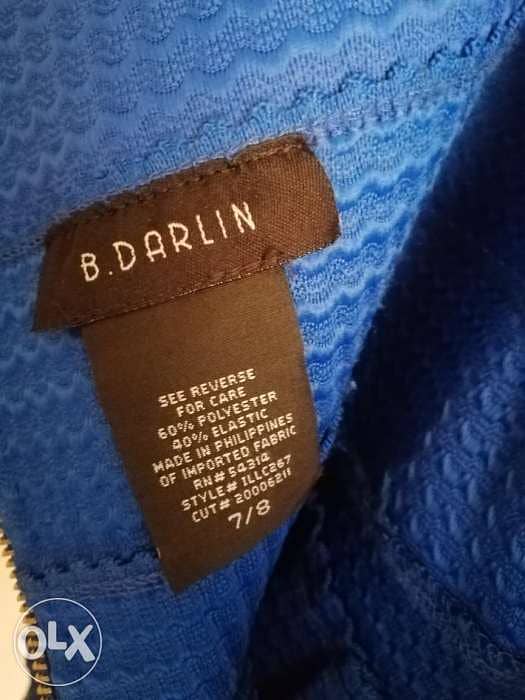 B.DARLIN
SEE REVERSE
FOR CARE
60% POLYESTER
40% ELASTIC
MADE IN PHILIPPINES
OF IMPORTED FABRIC
RN# 54314
STYLE# ILLC267
CUT# 20006211
7/8
OLX